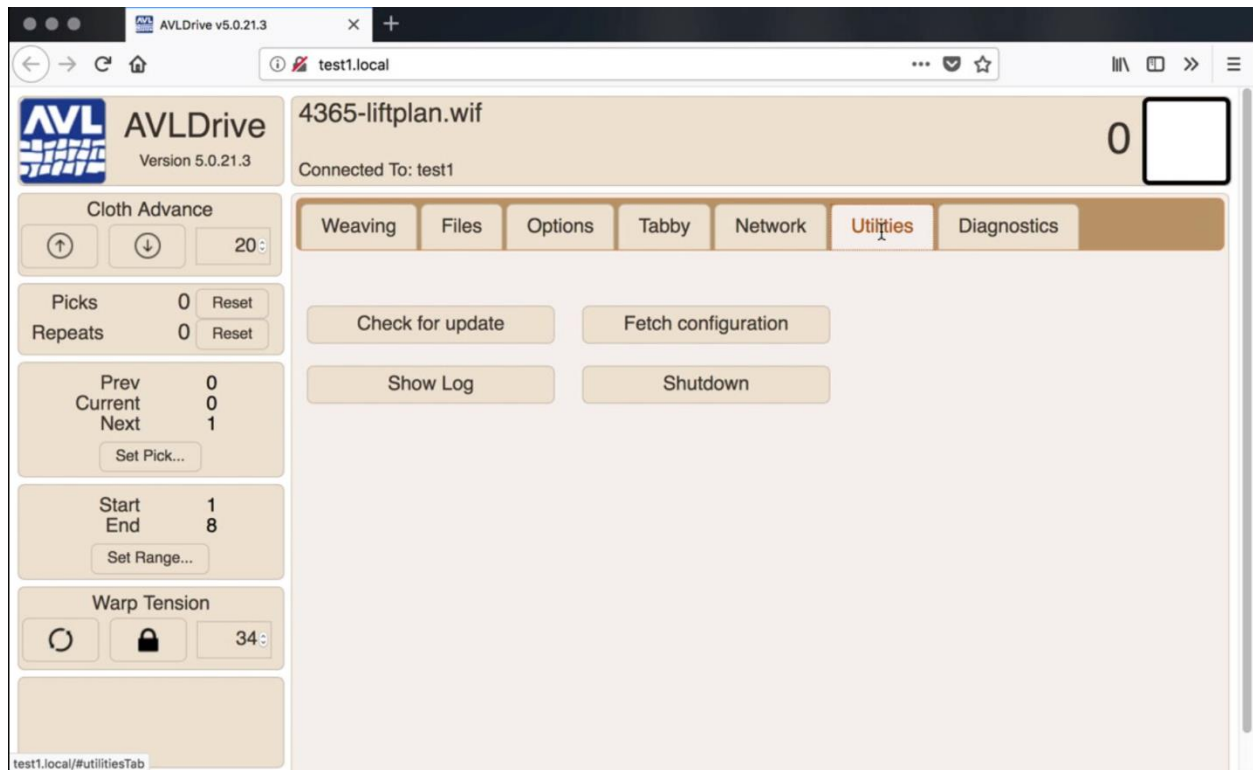 AVLDrive v5.0.21.3
test1.local
AVL
AVLDrive
Version 5.0.21.3
4365-liftplan.wif
Connected To: test1
0
Cloth Advance
20
Picks 0 Reset
Repeats 0 Reset
Prev 0
Current 0
Next 1
Set Pick...
Start 1
End 8
Set Range...
Warp Tension
34
Weaving Files Options Tabby Network Utilities Diagnostics
Check for update Fetch configuration
Show Log Shutdown
test1.local/#utilitiesTab